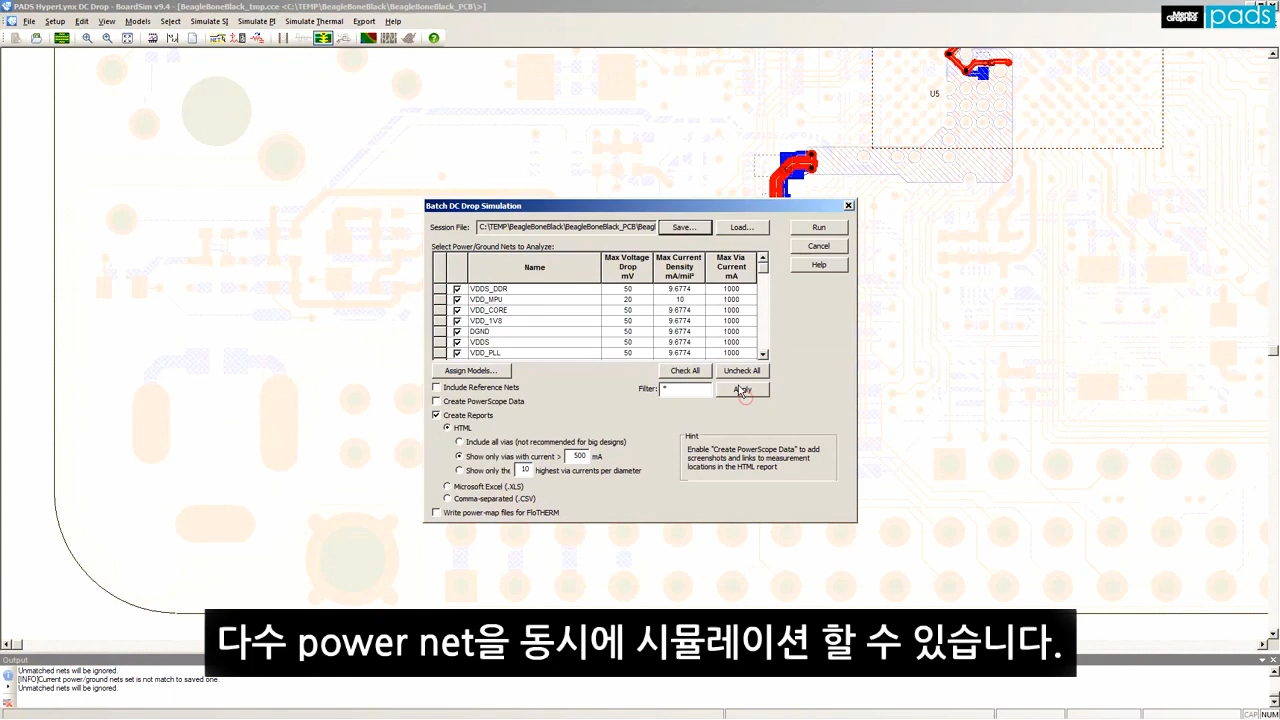 PADS HyperLynx DC Drop - BoardSim v9.4 - BeagleBoneBlack_tmp.cce <C:\TEMP\BeagleBoneBlack\BeagleBoneBlack_PCB\>]
File Setup Edit View Models Select Simulate SI Simulate PI Simulate Thermal Export Help
Mentor Graphics pads
U5
Batch DC Drop Simulation
Session File: C:\TEMP\BeagleBoneBlack\BeagleBoneBlack_PCB\Beagl Save... Load... Run
Cancel
Help
Select Power/Ground Nets to Analyze:
Name Max Voltage Drop mV Max Current Density mA/mil² Max Via Current mA
VDDS_DDR 50 9.6774 1000
VDD_MPU 20 10 1000
VDD_CORE 50 9.6774 1000
VDD_1V8 50 9.6774 1000
DGND 50 9.6774 1000
VDDS 50 9.6774 1000
VDD_PLL 50 9.6774 1000
Assign Models... Check All Uncheck All
Include Reference Nets Filter: * Apply
Create PowerScope Data
Create Reports
HTML
Include all vias (not recommended for big designs)
Show only vias with current > 500 mA
Show only the 10 highest via currents per diameter
Microsoft Excel (.XLS)
Comma-separated (.CSV)
Write power-map files for FloTHERM
Hint
Enable "Create PowerScope Data" to add
screenshots and links to measurement
locations in the HTML report
다수 power net을 동시에 시뮬레이션 할 수 있습니다.
Output
Unmatched nets will be ignored.
[INFO]Current power/ground nets set is not match to saved one.
Unmatched nets will be ignored.
CAP NUM